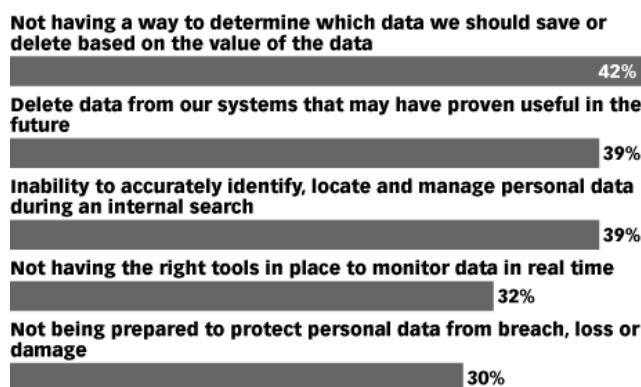 Not having a way to determine which data we should save or
delete based on the value of the data
42%
Delete data from our systems that may have proven useful in the
future
39%
Inability to accurately identify, locate and manage personal data
during an internal search
39%
Not having the right tools in place to monitor data in real time
32%
Not being prepared to protect personal data from breach, loss or
damage
30%